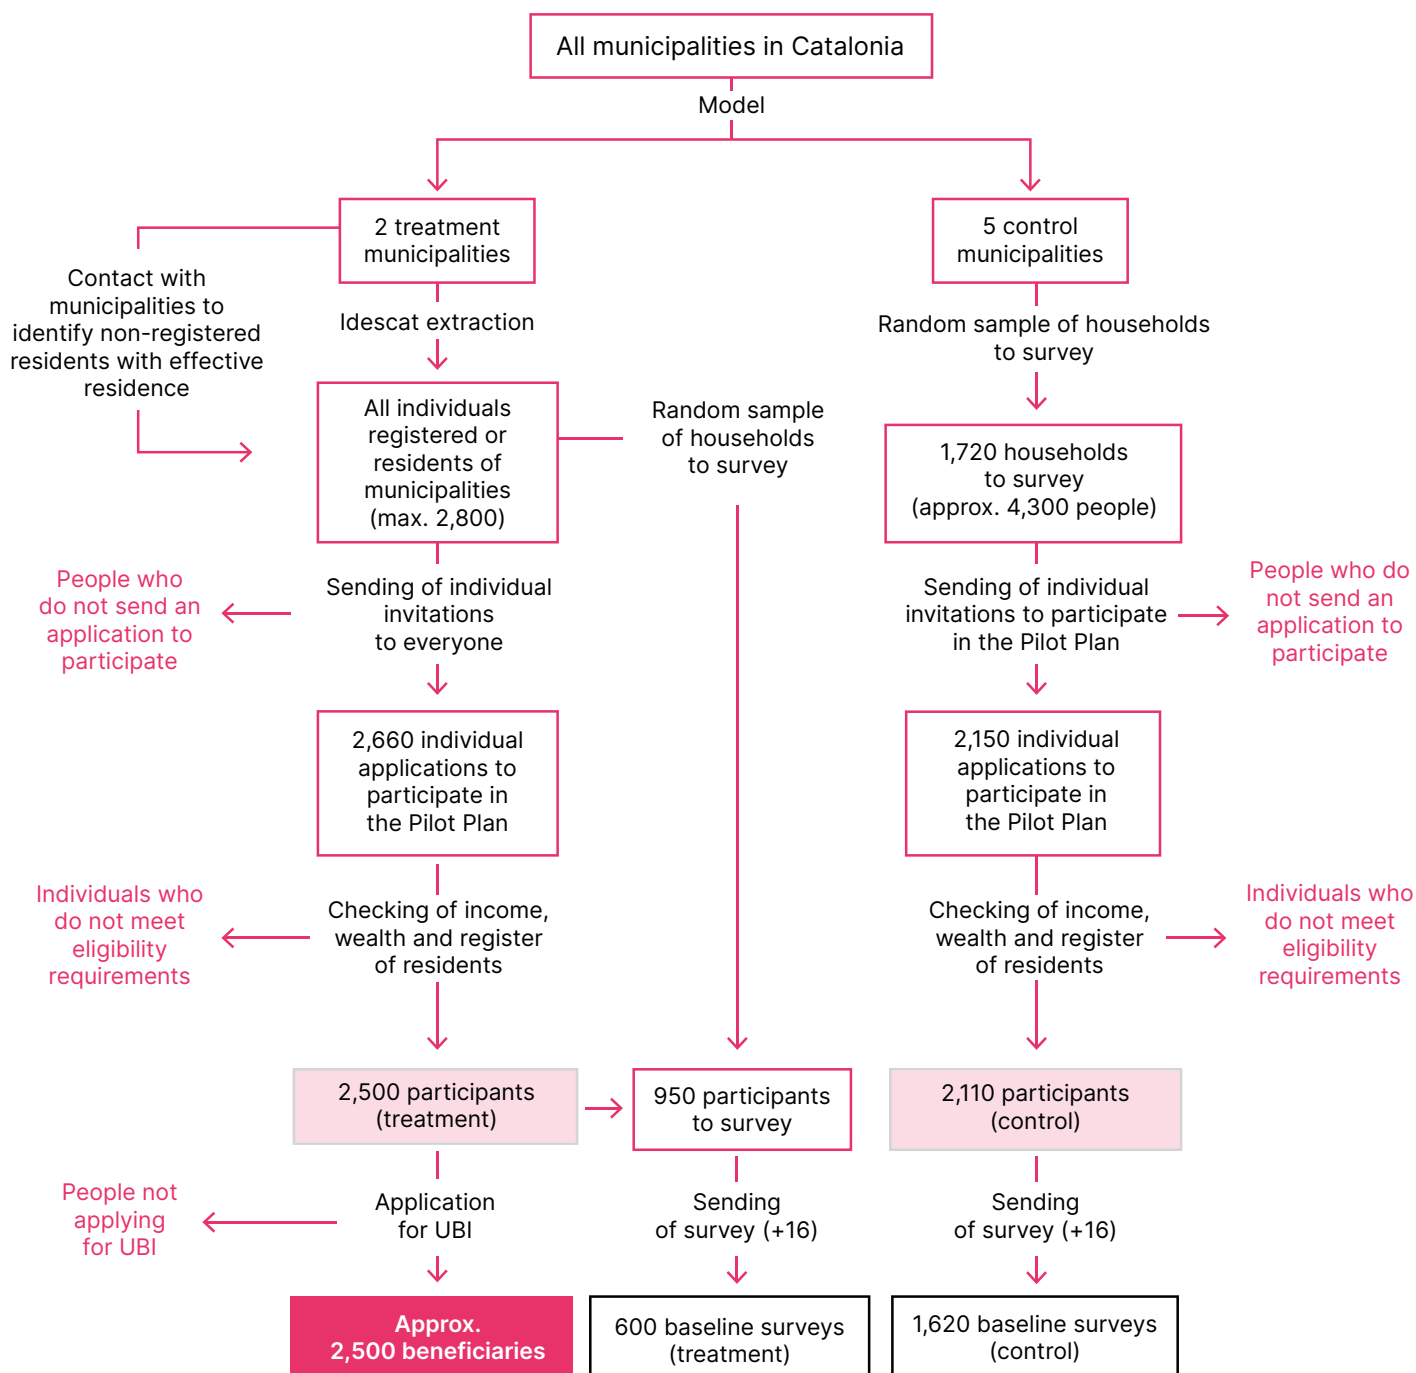 All municipalities in Catalonia
Model
2 treatment
municipalities
5 control
municipalities
Contact with
municipalities to
identify non-registered
residents with effective
residence
Idescat extraction
Random sample of households
to survey
All individuals
registered or
residents of
municipalities
(max. 2,800)
Random sample
of households
to survey
1,720 households
to survey
(approx. 4,300 people)
People who
do not send an
application to
participate
Sending of individual
invitations
to everyone
Sending of individual
invitations to participate
in the Pilot Plan
People who do
not send an
application to
participate
2,660 individual
applications to
participate in
the Pilot Plan
2,150 individual
applications to
participate in
the Pilot Plan
Individuals who
do not meet
eligibility
requirements
Checking of income,
wealth and register
of residents
Checking of income,
wealth and register
of residents
Individuals who
do not meet
eligibility
requirements
2,500 participants
(treatment)
950 participants
to survey
2,110 participants
(control)
People not
applying
for UBI
Application
for UBI
Sending
of survey (+16)
Sending
of survey (+16)
Approx.
2,500 beneficiaries
600 baseline surveys
(treatment)
1,620 baseline surveys
(control)